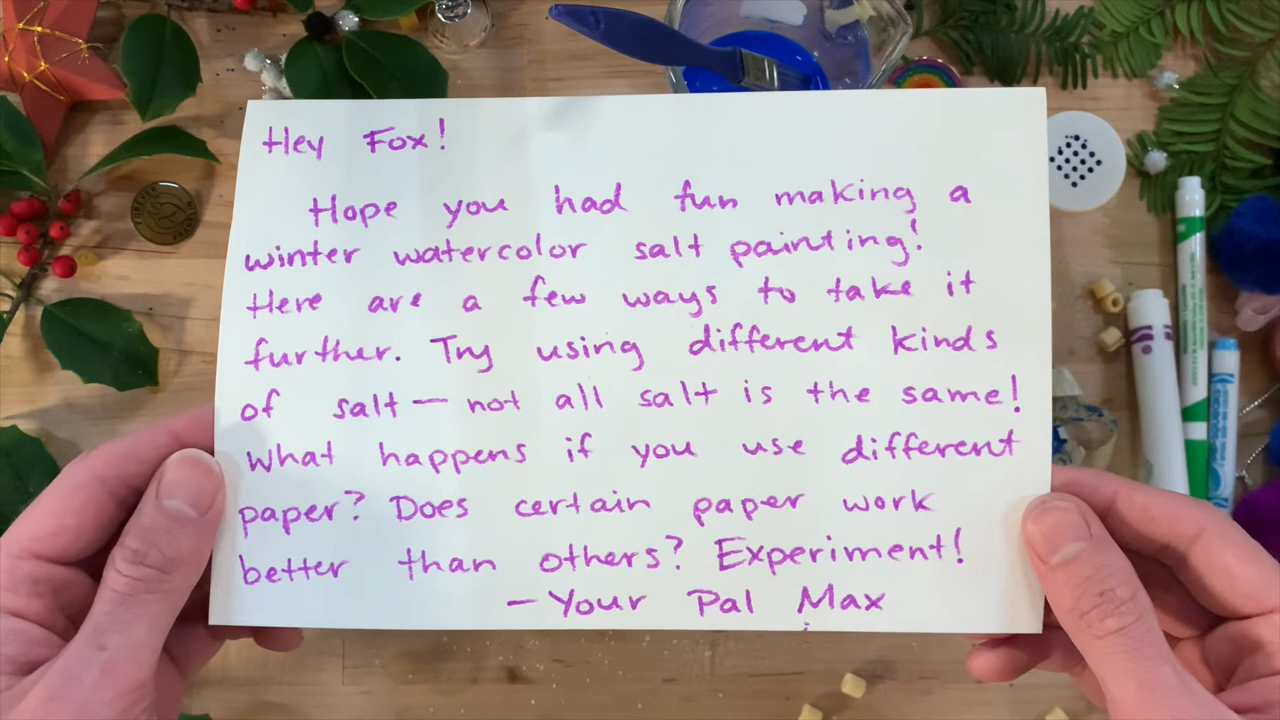 Hey Fox!
Hope you had fun making a
winter watercolor salt painting!
Here are a few ways to take it
further. Try using different kinds
of salt — not all salt is the same!
What happens if you use different
paper? Does certain paper work
better than others? Experiment!
- Your Pal Max